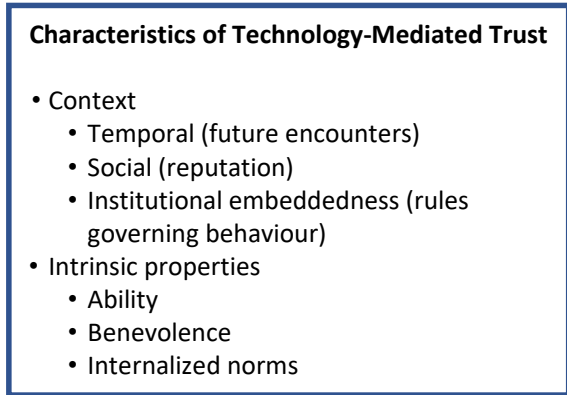 Characteristics of Technology-Mediated Trust
• Context
• Temporal (future encounters)
• Social (reputation)
• Institutional embeddedness (rules
governing behaviour)
• Intrinsic properties
• Ability
• Benevolence
• Internalized norms